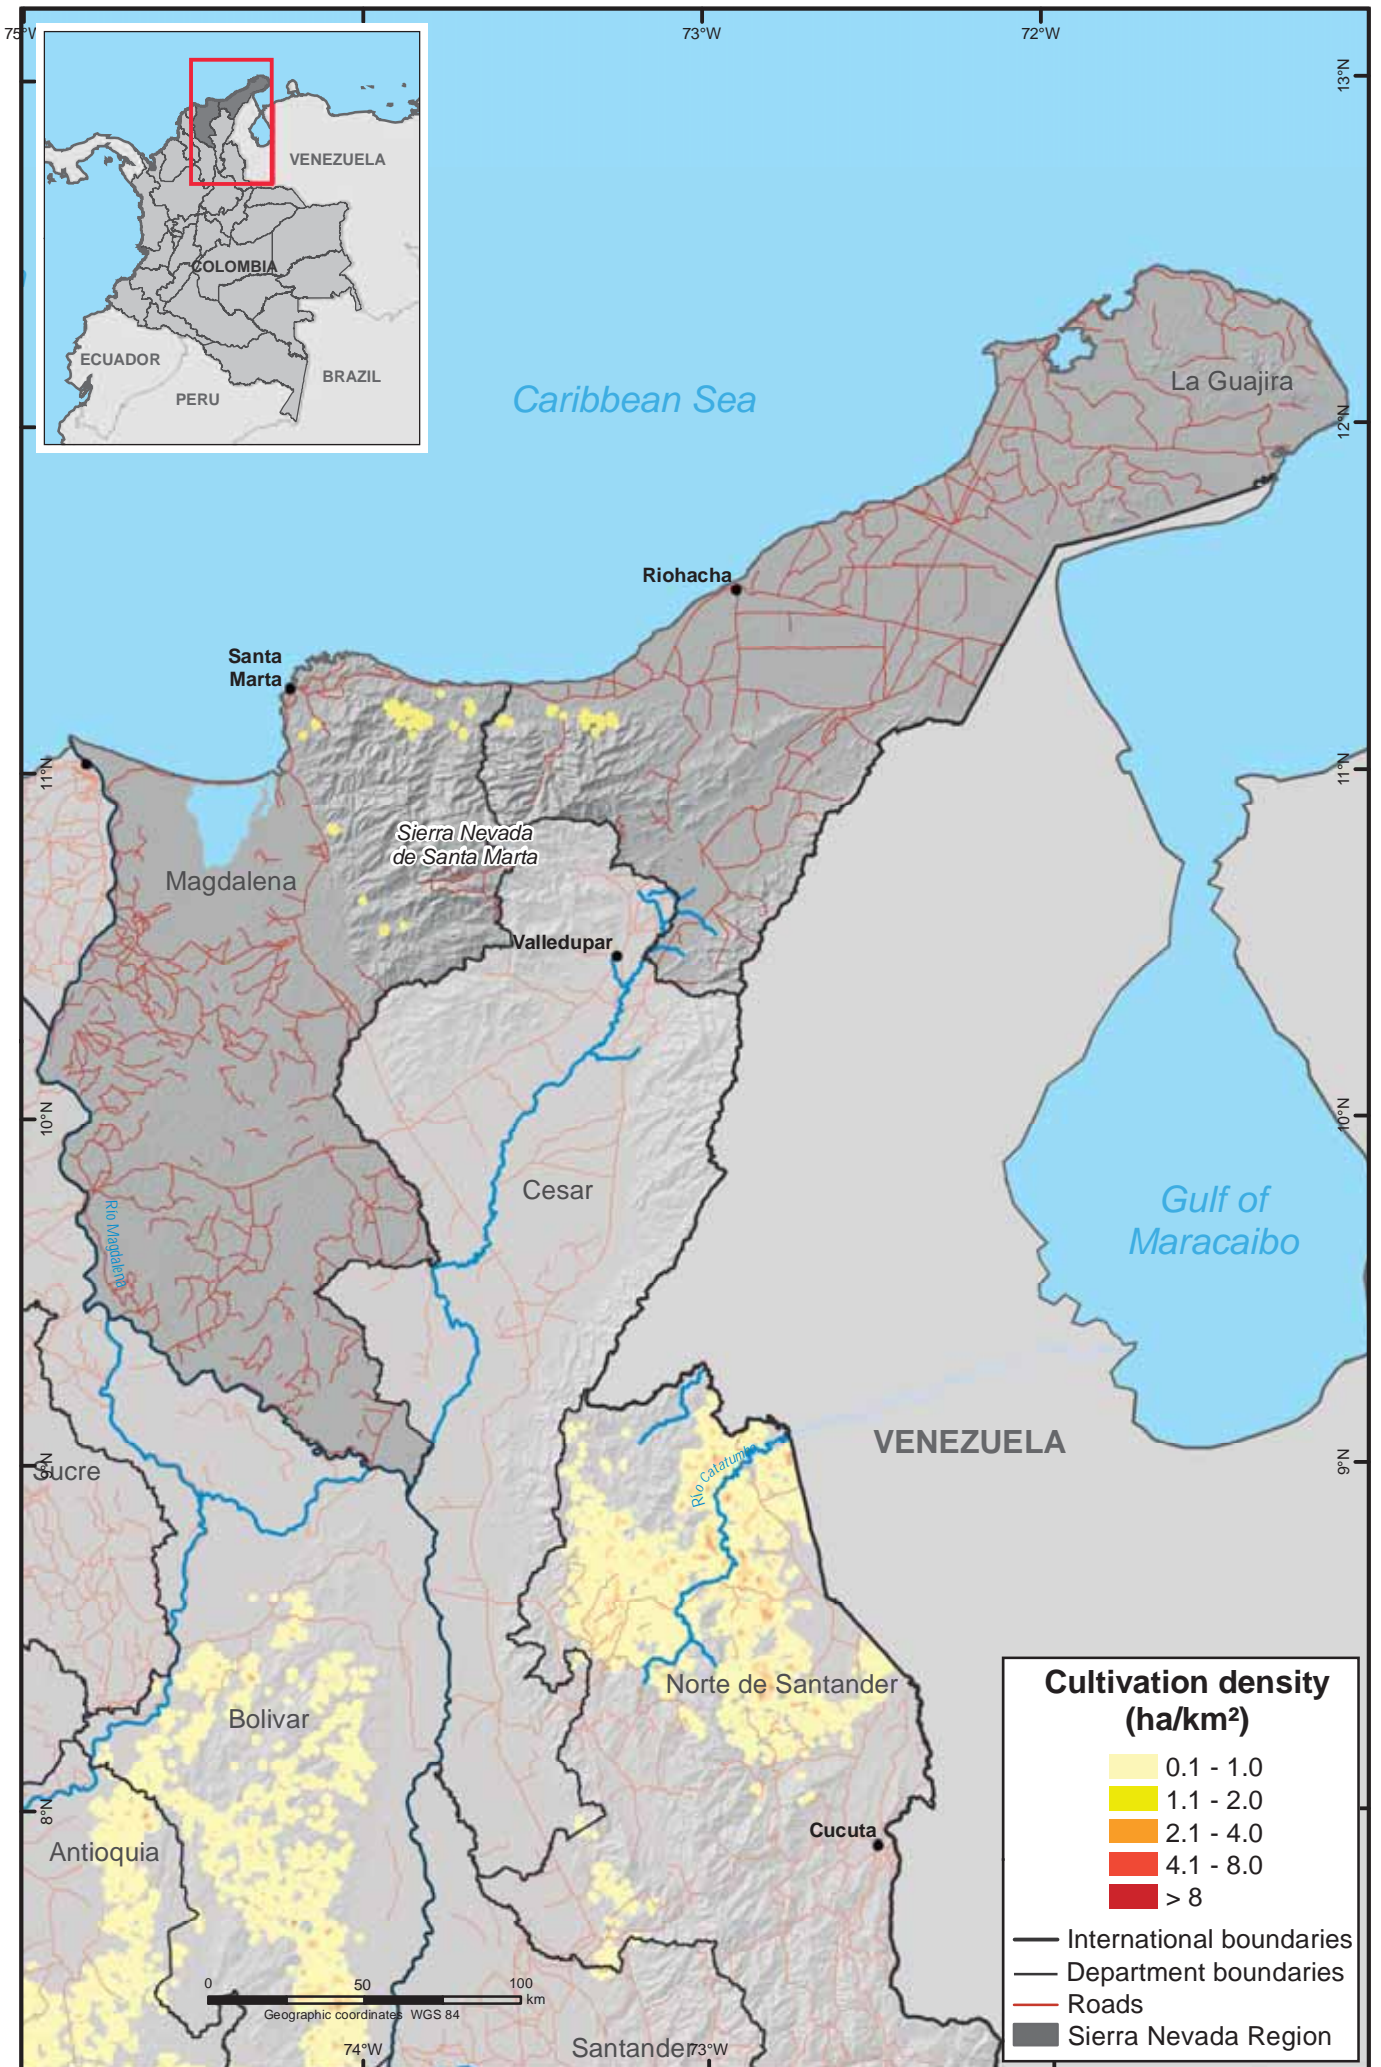 75°W
73°W
72°W
13°N
VENEZUELA
COLOMBIA
ECUADOR
PERU
BRAZIL
Caribbean Sea
La Guajira
12°N
Riohacha
Santa
Marta
11°N
11°N
Sierra Nevada
de Santa Marta
Magdalena
Valledupar
10°N
10°N
Cesar
Río Magdalena
Gulf of
Maracaibo
VENEZUELA
Río Catatumbo
Sucre
9°N
9°N
Norte de Santander
Bolivar
8°N
Antioquia
Cucuta
Cultivation density
(ha/km²)
0.1 - 1.0
1.1 - 2.0
2.1 - 4.0
4.1 - 8.0
> 8
International boundaries
Department boundaries
Roads
Sierra Nevada Region
0 50 100
km
Geographic coordinates WGS 84
74°W
Santander
73°W